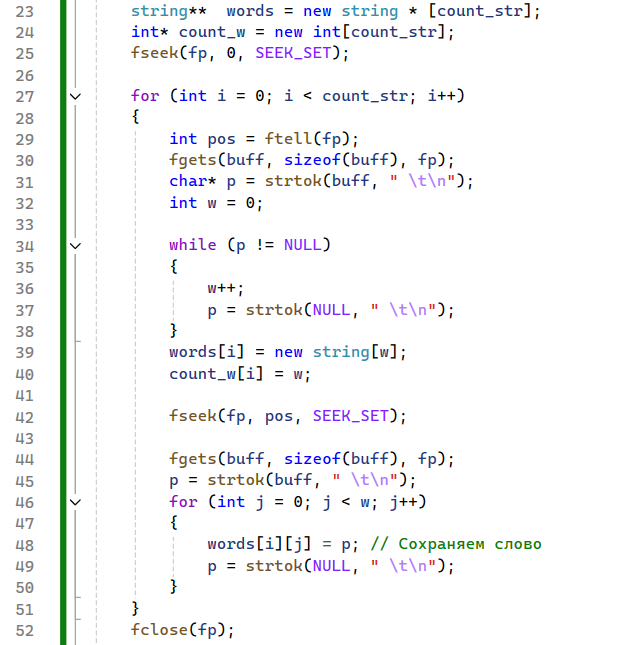 23 string** words = new string * [count_str];
24 int* count_w = new int[count_str];
25 fseek(fp, 0, SEEK_SET);
26
27 for (int i = 0; i < count_str; i++)
28 {
29 int pos = ftell(fp);
30 fgets(buff, sizeof(buff), fp);
31 char* p = strtok(buff, " \t\n");
32 int w = 0;
33
34 while (p != NULL)
35 {
36 w++;
37 p = strtok(NULL, " \t\n");
38 }
39 words[i] = new string[w];
40 count_w[i] = w;
41
42 fseek(fp, pos, SEEK_SET);
43
44 fgets(buff, sizeof(buff), fp);
45 p = strtok(buff, " \t\n");
46 for (int j = 0; j < w; j++)
47 {
48 words[i][j] = p; // Сохраняем слово
49 p = strtok(NULL, " \t\n");
50 }
51 }
52 fclose(fp);